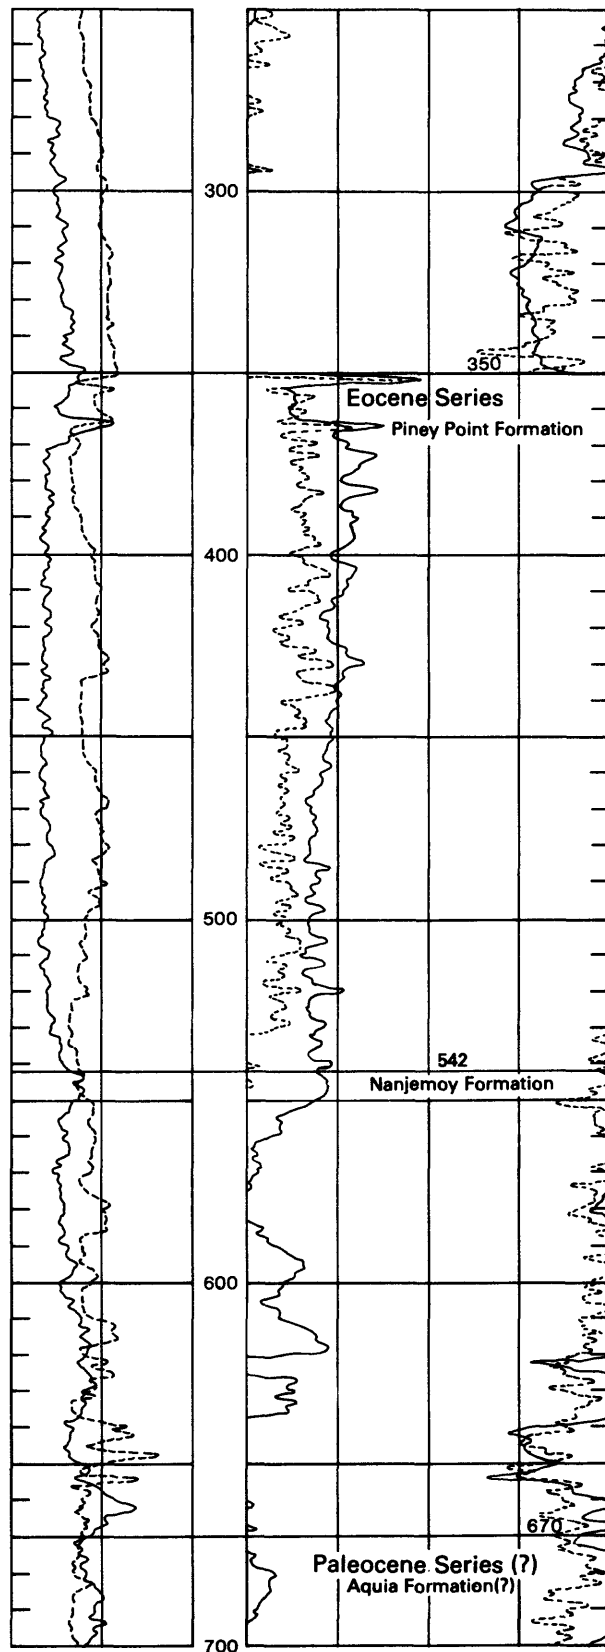 300
350
Eocene Series
Piney Point Formation
400
500
542
Nanjemoy Formation
600
670
Paleocene Series (?)
Aquia Formation(?)
700